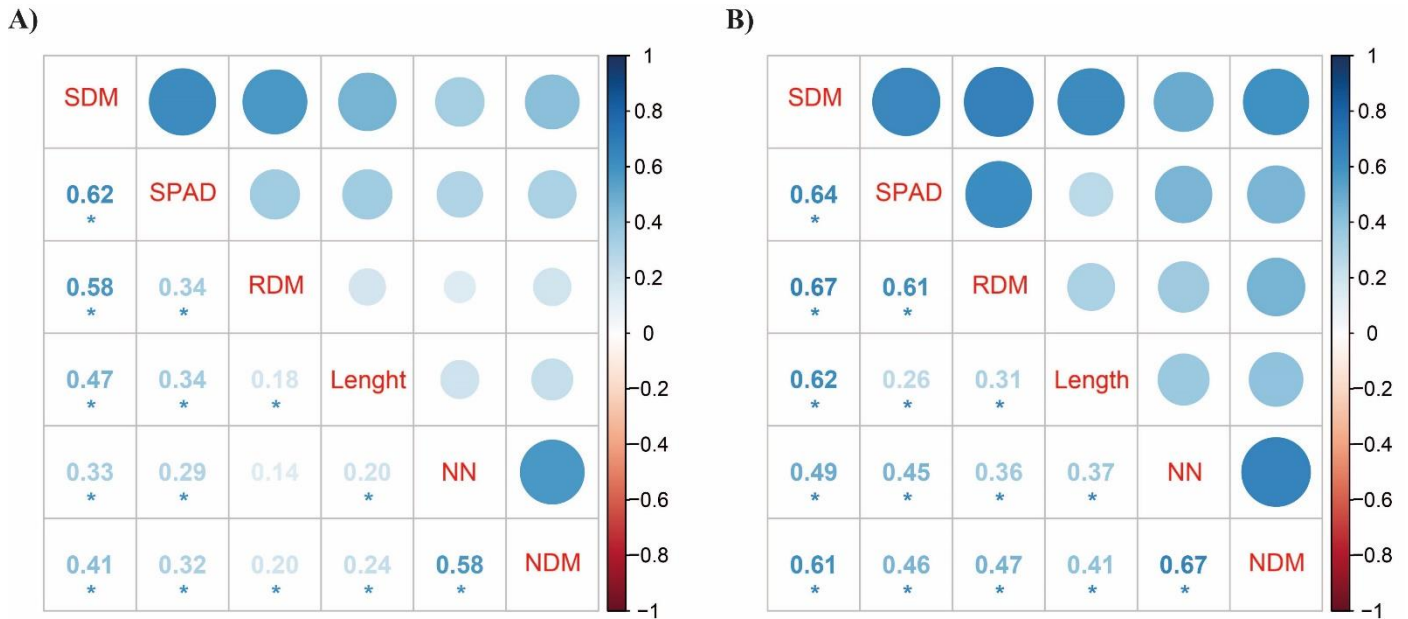 A)
SDM
0.62 SPAD
*
0.58 0.34 RDM
* *
0.47 0.34 0.18 Lenght
* * *
0.33 0.29 0.14 0.20 NN
* * *
0.41 0.32 0.20 0.24 0.58 NDM
* * * * *
1
0.8
0.6
0.4
0.2
0
−0.2
−0.4
−0.6
−0.8
−1
B)
SDM
0.64 SPAD
*
0.67 0.61 RDM
* *
0.62 0.26 0.31 Length
* * *
0.49 0.45 0.36 0.37 NN
* * * *
0.61 0.46 0.47 0.41 0.67 NDM
* * * * *
1
0.8
0.6
0.4
0.2
0
−0.2
−0.4
−0.6
−0.8
−1